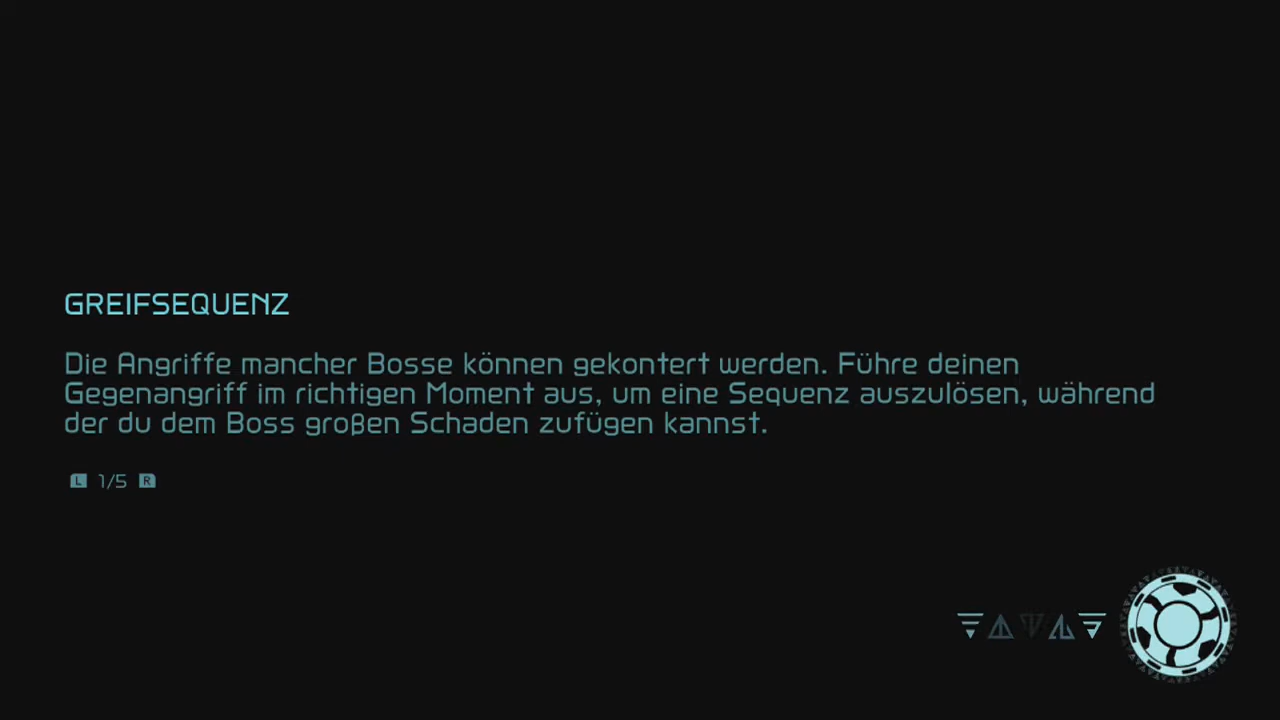 GREIFSEQUENZ
Die Angriffe mancher Bosse können gekontert werden. Führe deinen
Gegenangriff im richtigen Moment aus, um eine Sequenz auszulösen, während
der du dem Boss großen Schaden zufügen kannst.
L 1/5 R